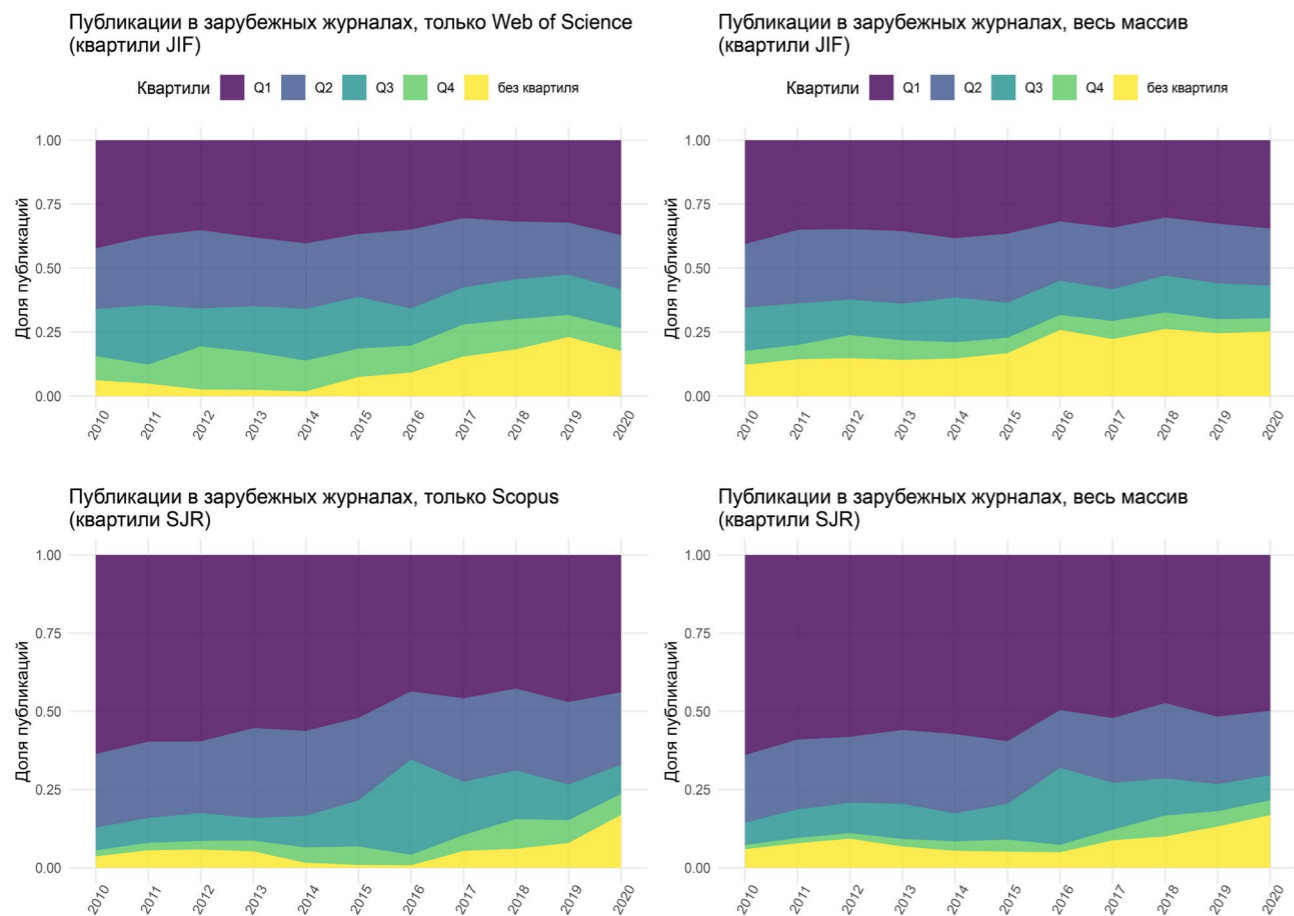 Публикации в зарубежных журналах, только Web of Science
(квартили JIF)
Квартили Q1 Q2 Q3 Q4 без квартиля
Доля публикаций
1.00
0.75
0.50
0.25
0.00
2010 2011 2012 2013 2014 2015 2016 2017 2018 2019 2020
Публикации в зарубежных журналах, весь массив
(квартили JIF)
Квартили Q1 Q2 Q3 Q4 без квартиля
Доля публикаций
1.00
0.75
0.50
0.25
0.00
2010 2011 2012 2013 2014 2015 2016 2017 2018 2019 2020
Публикации в зарубежных журналах, только Scopus
(квартили SJR)
Доля публикаций
1.00
0.75
0.50
0.25
0.00
2010 2011 2012 2013 2014 2015 2016 2017 2018 2019 2020
Публикации в зарубежных журналах, весь массив
(квартили SJR)
Доля публикаций
1.00
0.75
0.50
0.25
0.00
2010 2011 2012 2013 2014 2015 2016 2017 2018 2019 2020